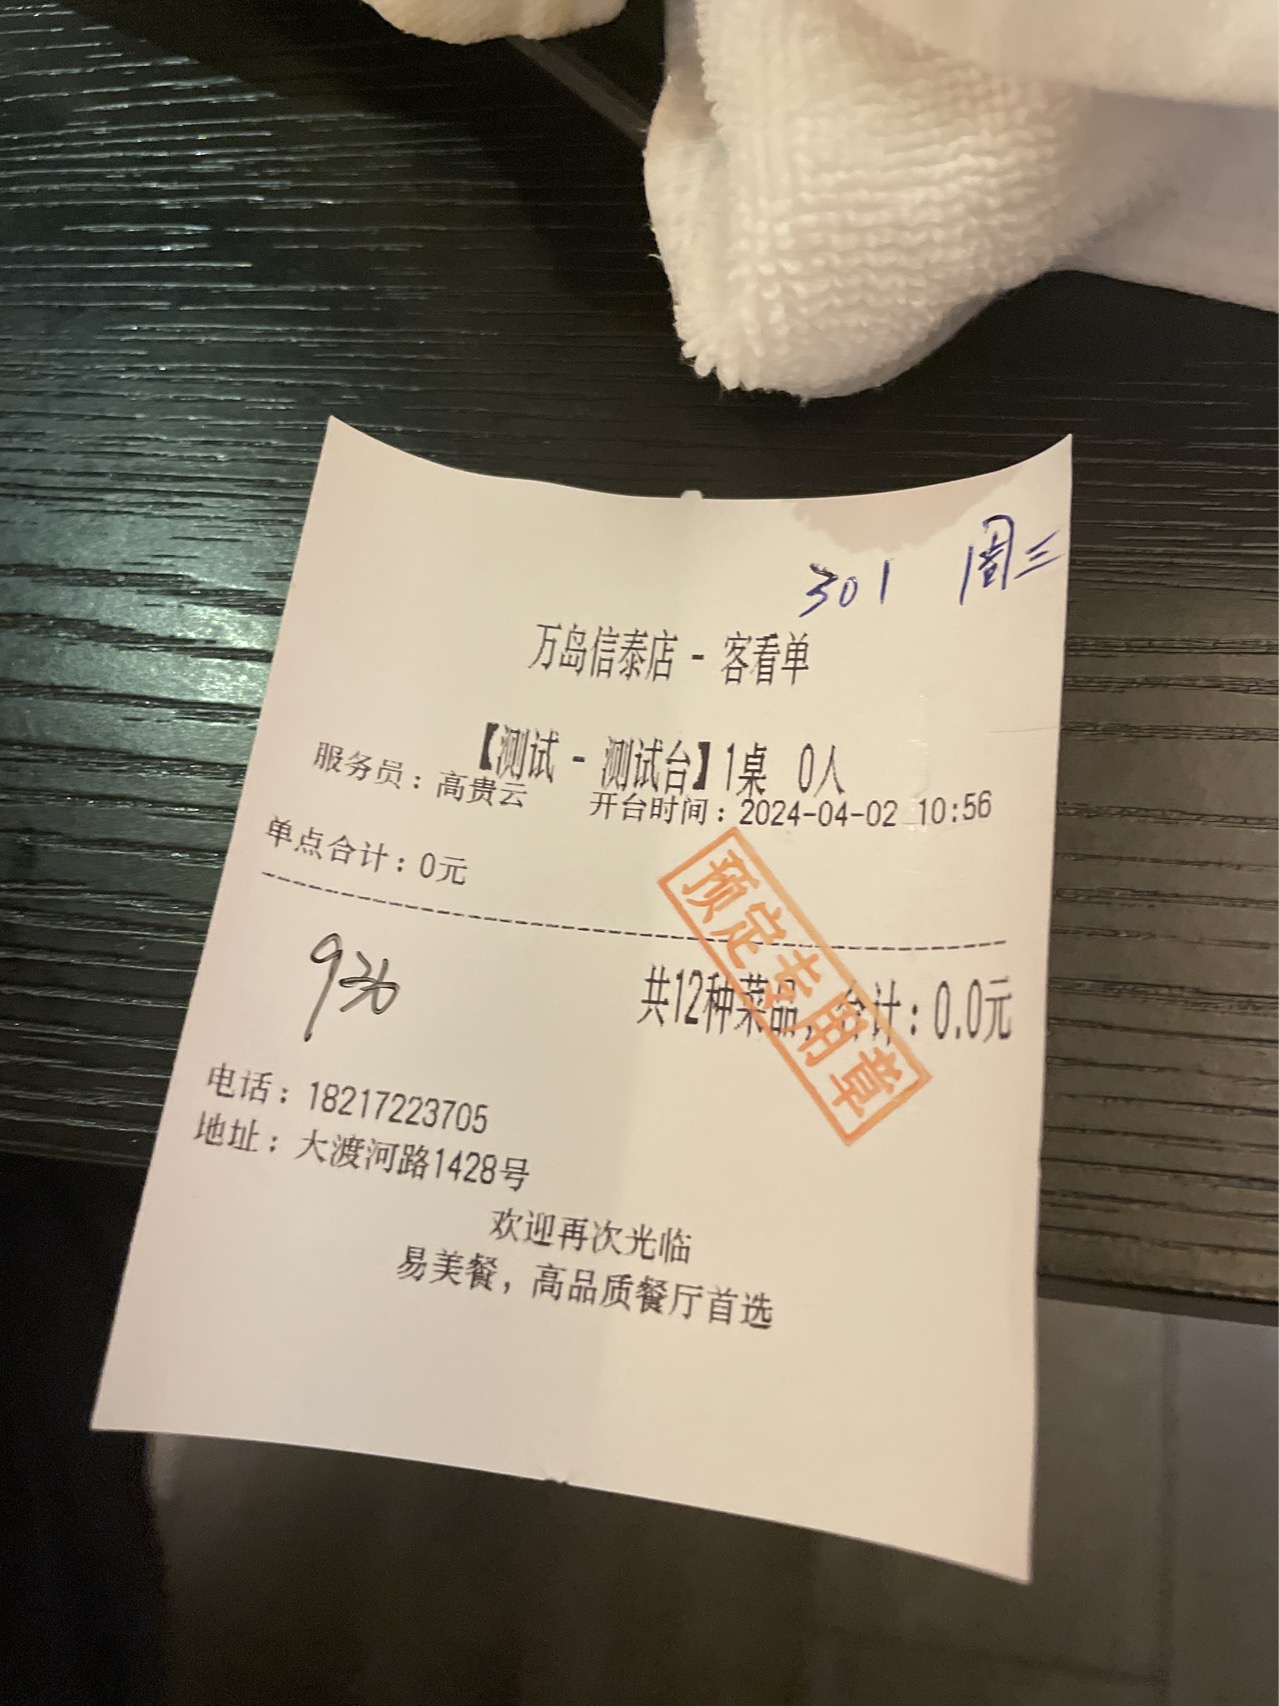 301 周三
万岛信泰店 - 客看单
【测试 - 测试台】1桌 0人
服务员：高贵云 开台时间：2024-04-02 10:56
单点合计：0元
预定专用章
936
共12种菜品，合计：0.0元
电话：18217223705
地址：大渡河路1428号
欢迎再次光临
易美餐，高品质餐厅首选